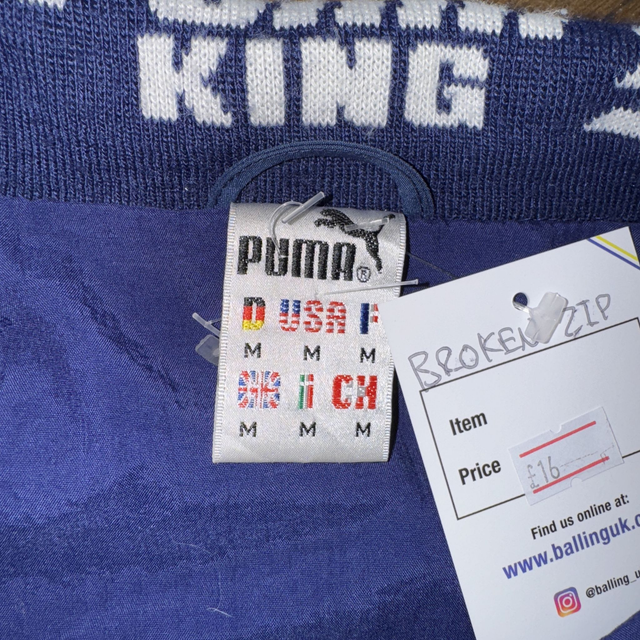 KING
PUMA®
D USA F
M M M
I CH
M M M
BROKEN ZIP
Item
Price £16
Find us online at:
www.ballinguk.c
@balling_u